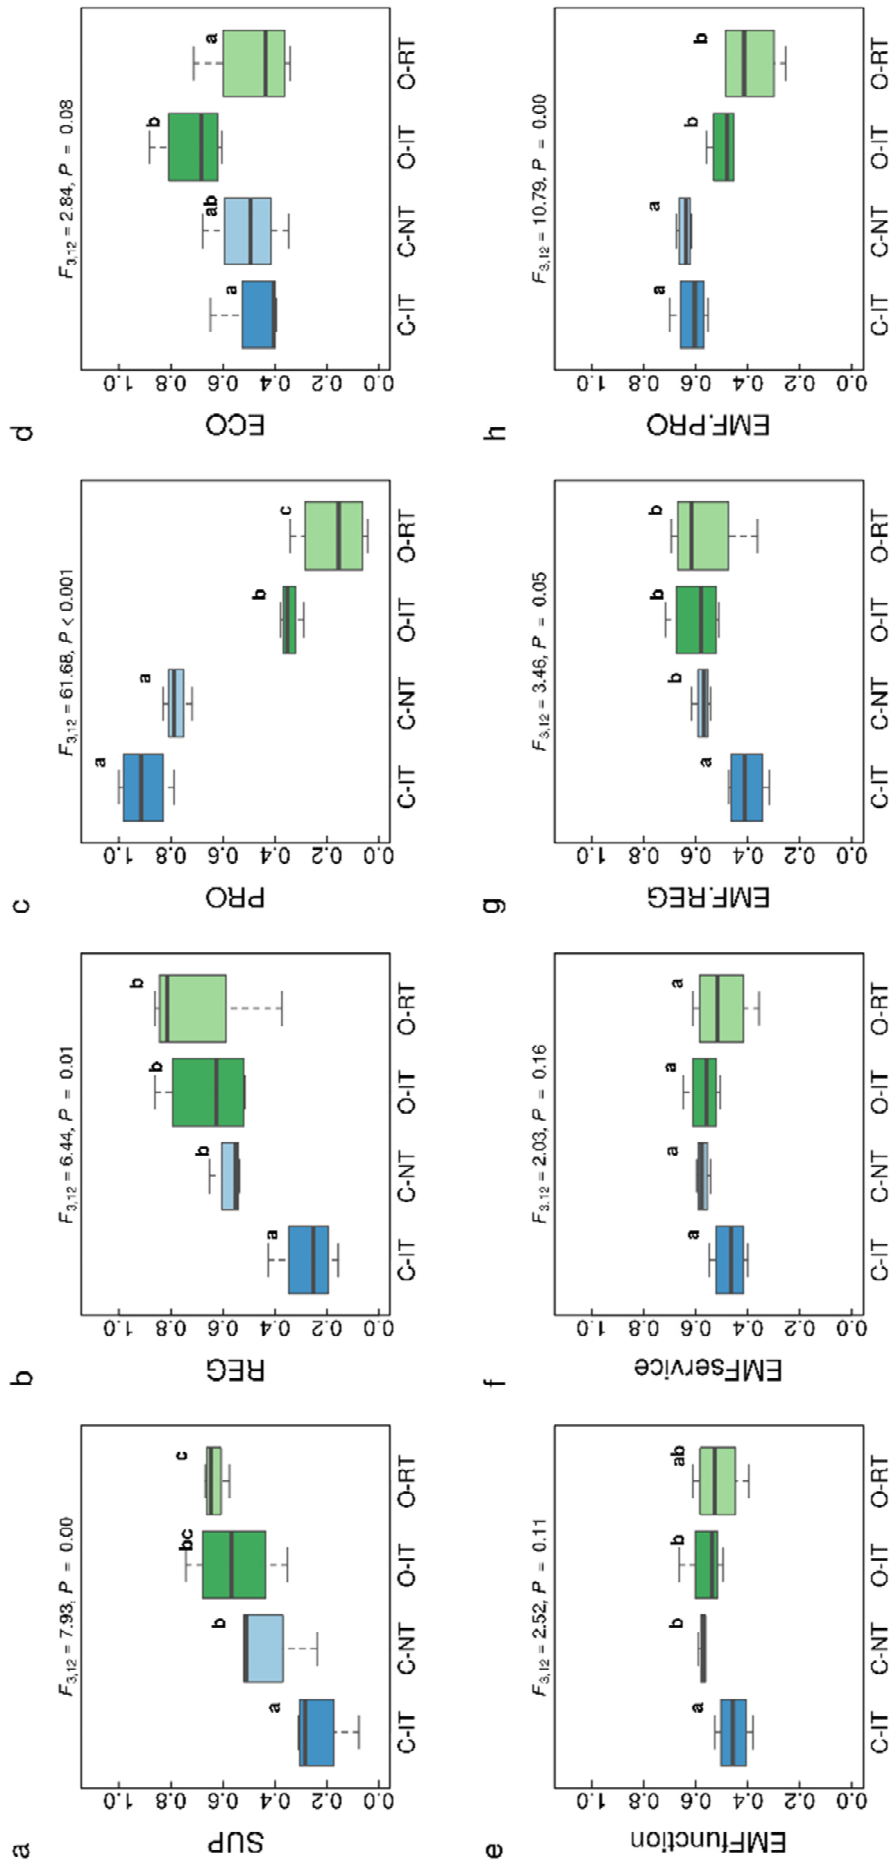 a
F3,12 = 7.93, P = 0.00
SUP
1.0
0.8
0.6
0.4
0.2
0.0
a
b
bc
c
C-IT C-NT O-IT O-RT
b
F3,12 = 6.44, P = 0.01
REG
1.0
0.8
0.6
0.4
0.2
0.0
a
b
b
b
C-IT C-NT O-IT O-RT
c
F3,12 = 61.68, P < 0.001
PRO
1.0
0.8
0.6
0.4
0.2
0.0
a
a
b
c
C-IT C-NT O-IT O-RT
d
F3,12 = 2.84, P = 0.08
ECO
1.0
0.8
0.6
0.4
0.2
0.0
a
ab
b
a
C-IT C-NT O-IT O-RT
e
F3,12 = 2.52, P = 0.11
EMFfunction
1.0
0.8
0.6
0.4
0.2
0.0
a
b
b
ab
C-IT C-NT O-IT O-RT
f
F3,12 = 2.03, P = 0.16
EMFservice
1.0
0.8
0.6
0.4
0.2
0.0
a
a
a
a
C-IT C-NT O-IT O-RT
g
F3,12 = 3.46, P = 0.05
EMF.REG
1.0
0.8
0.6
0.4
0.2
0.0
a
b
b
b
C-IT C-NT O-IT O-RT
h
F3,12 = 10.79, P = 0.00
EMF.PRO
1.0
0.8
0.6
0.4
0.2
0.0
a
a
b
b
C-IT C-NT O-IT O-RT